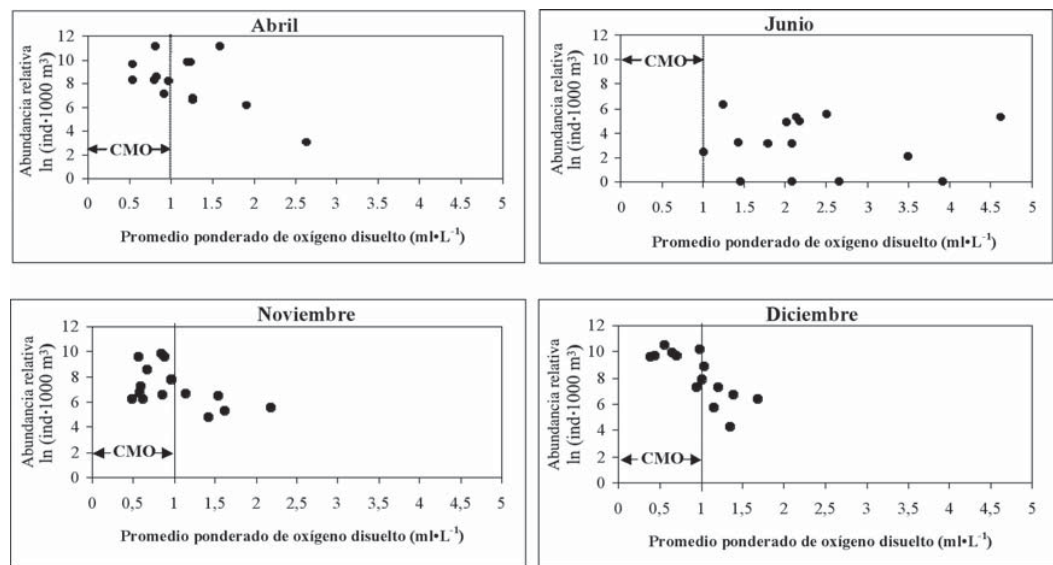 Abril
Abundancia relativa
ln (ind•1000 m³)
12
10
8
6
4
2
0
CMO
0 0.5 1 1.5 2 2.5 3 3.5 4 4.5 5
Promedio ponderado de oxígeno disuelto (ml•L⁻¹)
Junio
Abundancia relativa
ln (ind•1000 m³)
12
10
8
6
4
2
0
CMO
0 0.5 1 1.5 2 2.5 3 3.5 4 4.5 5
Promedio ponderado de oxígeno disuelto (ml•L⁻¹)
Noviembre
Abundancia relativa
ln (ind•1000 m³)
12
10
8
6
4
2
0
CMO
0 0,5 1 1,5 2 2,5 3 3,5 4 4,5 5
Promedio ponderado de oxígeno disuelto (ml•L⁻¹)
Diciembre
Abundancia relativa
ln (ind•1000 m³)
12
10
8
6
4
2
0
CMO
0 0,5 1 1,5 2 2,5 3 3,5 4 4,5 5
Promedio ponderado de oxígeno disuelto (ml•L⁻¹)